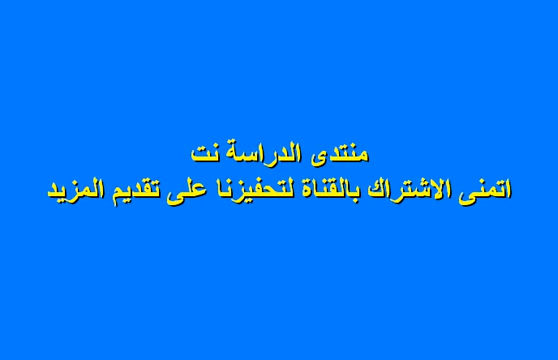 منتدى الدراسة نت
اتمنى الاشتراك بالقناة لتحفيزنا على تقديم المزيد